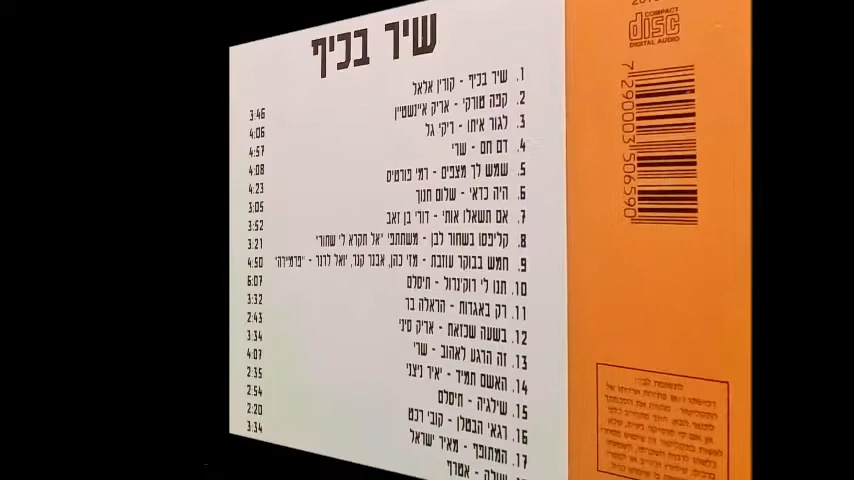 שיר בכיף
1. שיר בכיף - קורין אלאל
2. קפה טורקי - אריק איינשטיין
3. לגור איתו - ריקי גל
4. דם חם - שרי
5. שמש לך מצפים - רמי פורטיס
6. היה כדאי - שלום חנוך
7. אם תשאלו אותי - דורי בן זאב
8. קליפסו בשחור לבן - משתתפי "אל תקרא לי שחור"
9. חמש בבוקר עוזבת - מזי כהן, אבנר קנר, יואל לרנר - "פרמיירה"
10. תנו לי רוקינרול - תיסלם
11. רק באגדות - הראלה בר
12. בשעה שכזאת - אריק סיני
13. זה הרגע לאהוב - שרי
14. האשם תמיד - יאיר ניצני
15. שילגיה - תיסלם
16. רגאי הבטלן - קובי רכט
17. המתופף - מאיר ישראל
אטרף
3:46
4:06
4:57
4:08
4:23
3:05
3:52
3:21
4:50
6:07
3:32
2:43
3:34
4:07
2:35
2:54
2:20
3:34
COMPACT
disc
DIGITAL AUDIO
7 290003 506590